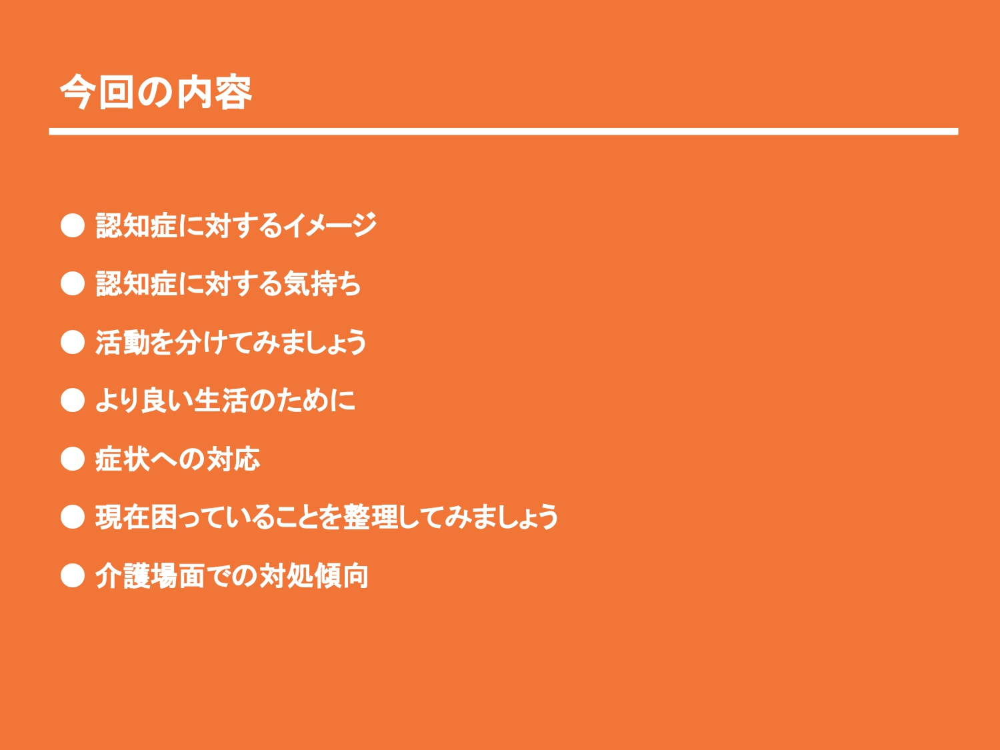 今回の内容
● 認知症に対するイメージ
● 認知症に対する気持ち
● 活動を分けてみましょう
● より良い生活のために
● 症状への対応
● 現在困っていることを整理してみましょう
● 介護場面での対処傾向